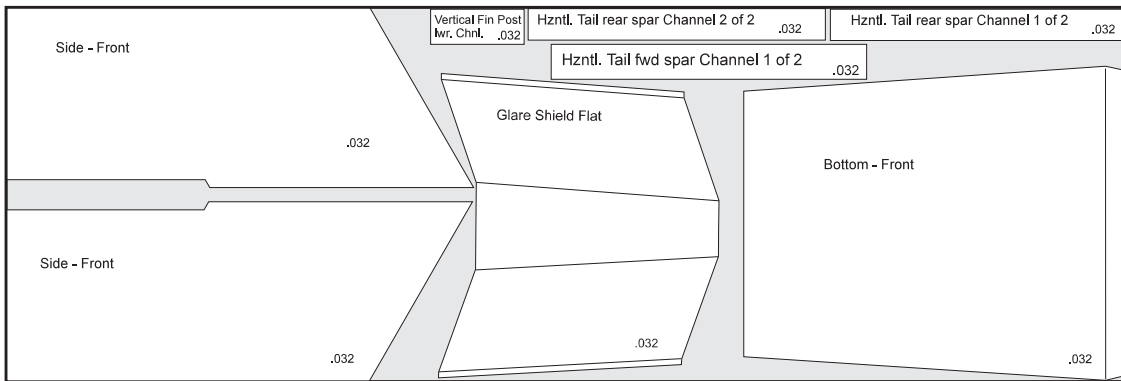 Side - Front
.032
Side - Front
.032
Vertical Fin Post
lwr. Chnl. .032
Hzntl. Tail rear spar Channel 2 of 2 .032
Hzntl. Tail rear spar Channel 1 of 2 .032
Hzntl. Tail fwd spar Channel 1 of 2 .032
Glare Shield Flat
.032
Bottom - Front
.032